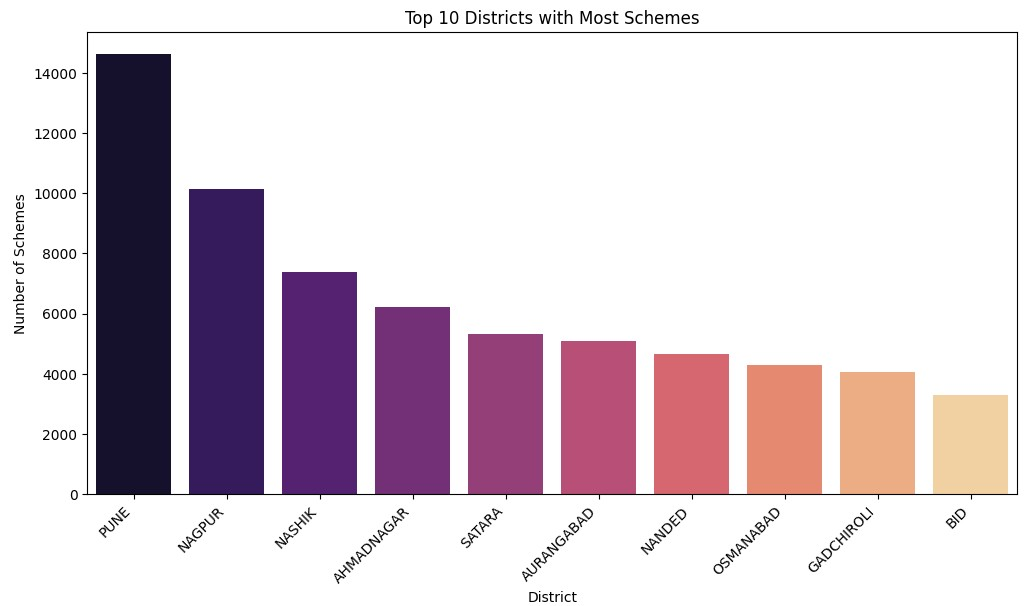 Top 10 Districts with Most Schemes
Number of Schemes
14000
12000
10000
8000
6000
4000
2000
0
PUNE
NAGPUR
NASHIK
AHMADNAGAR
SATARA
AURANGABAD
NANDED
OSMANABAD
GADCHIROLI
BID
District